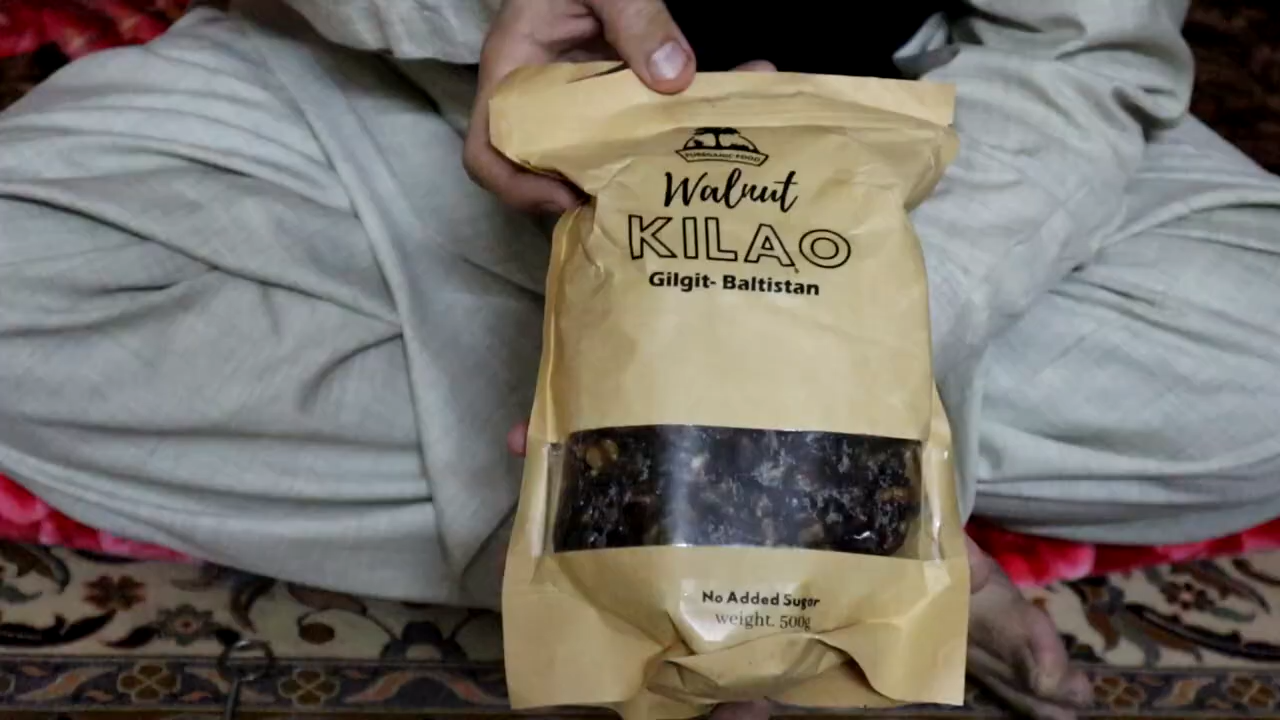 Walnut
KILAO
Gilgit- Baltistan
No Added Sugar
weight. 500g